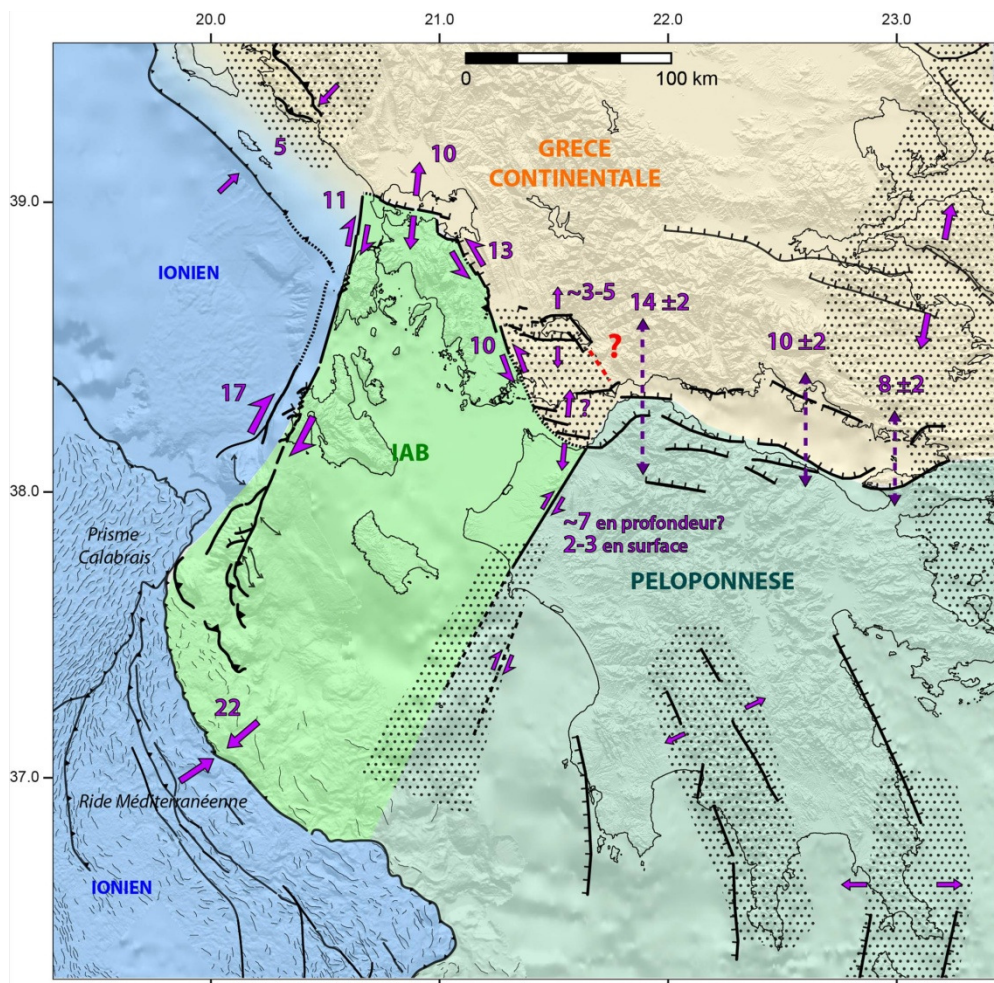 20.0
21.0
22.0
23.0
0
100 km
39.0
38.0
37.0
5
10
GRECE
CONTINENTALE
11
13
IONIEN
~3-5
14 ±2
?
10 ±2
10
8 ±2
17
?
IAB
Prisme
Calabrais
~7 en profondeur?
2-3 en surface
PELOPONNESE
22
Ride Méditerranéenne
IONIEN